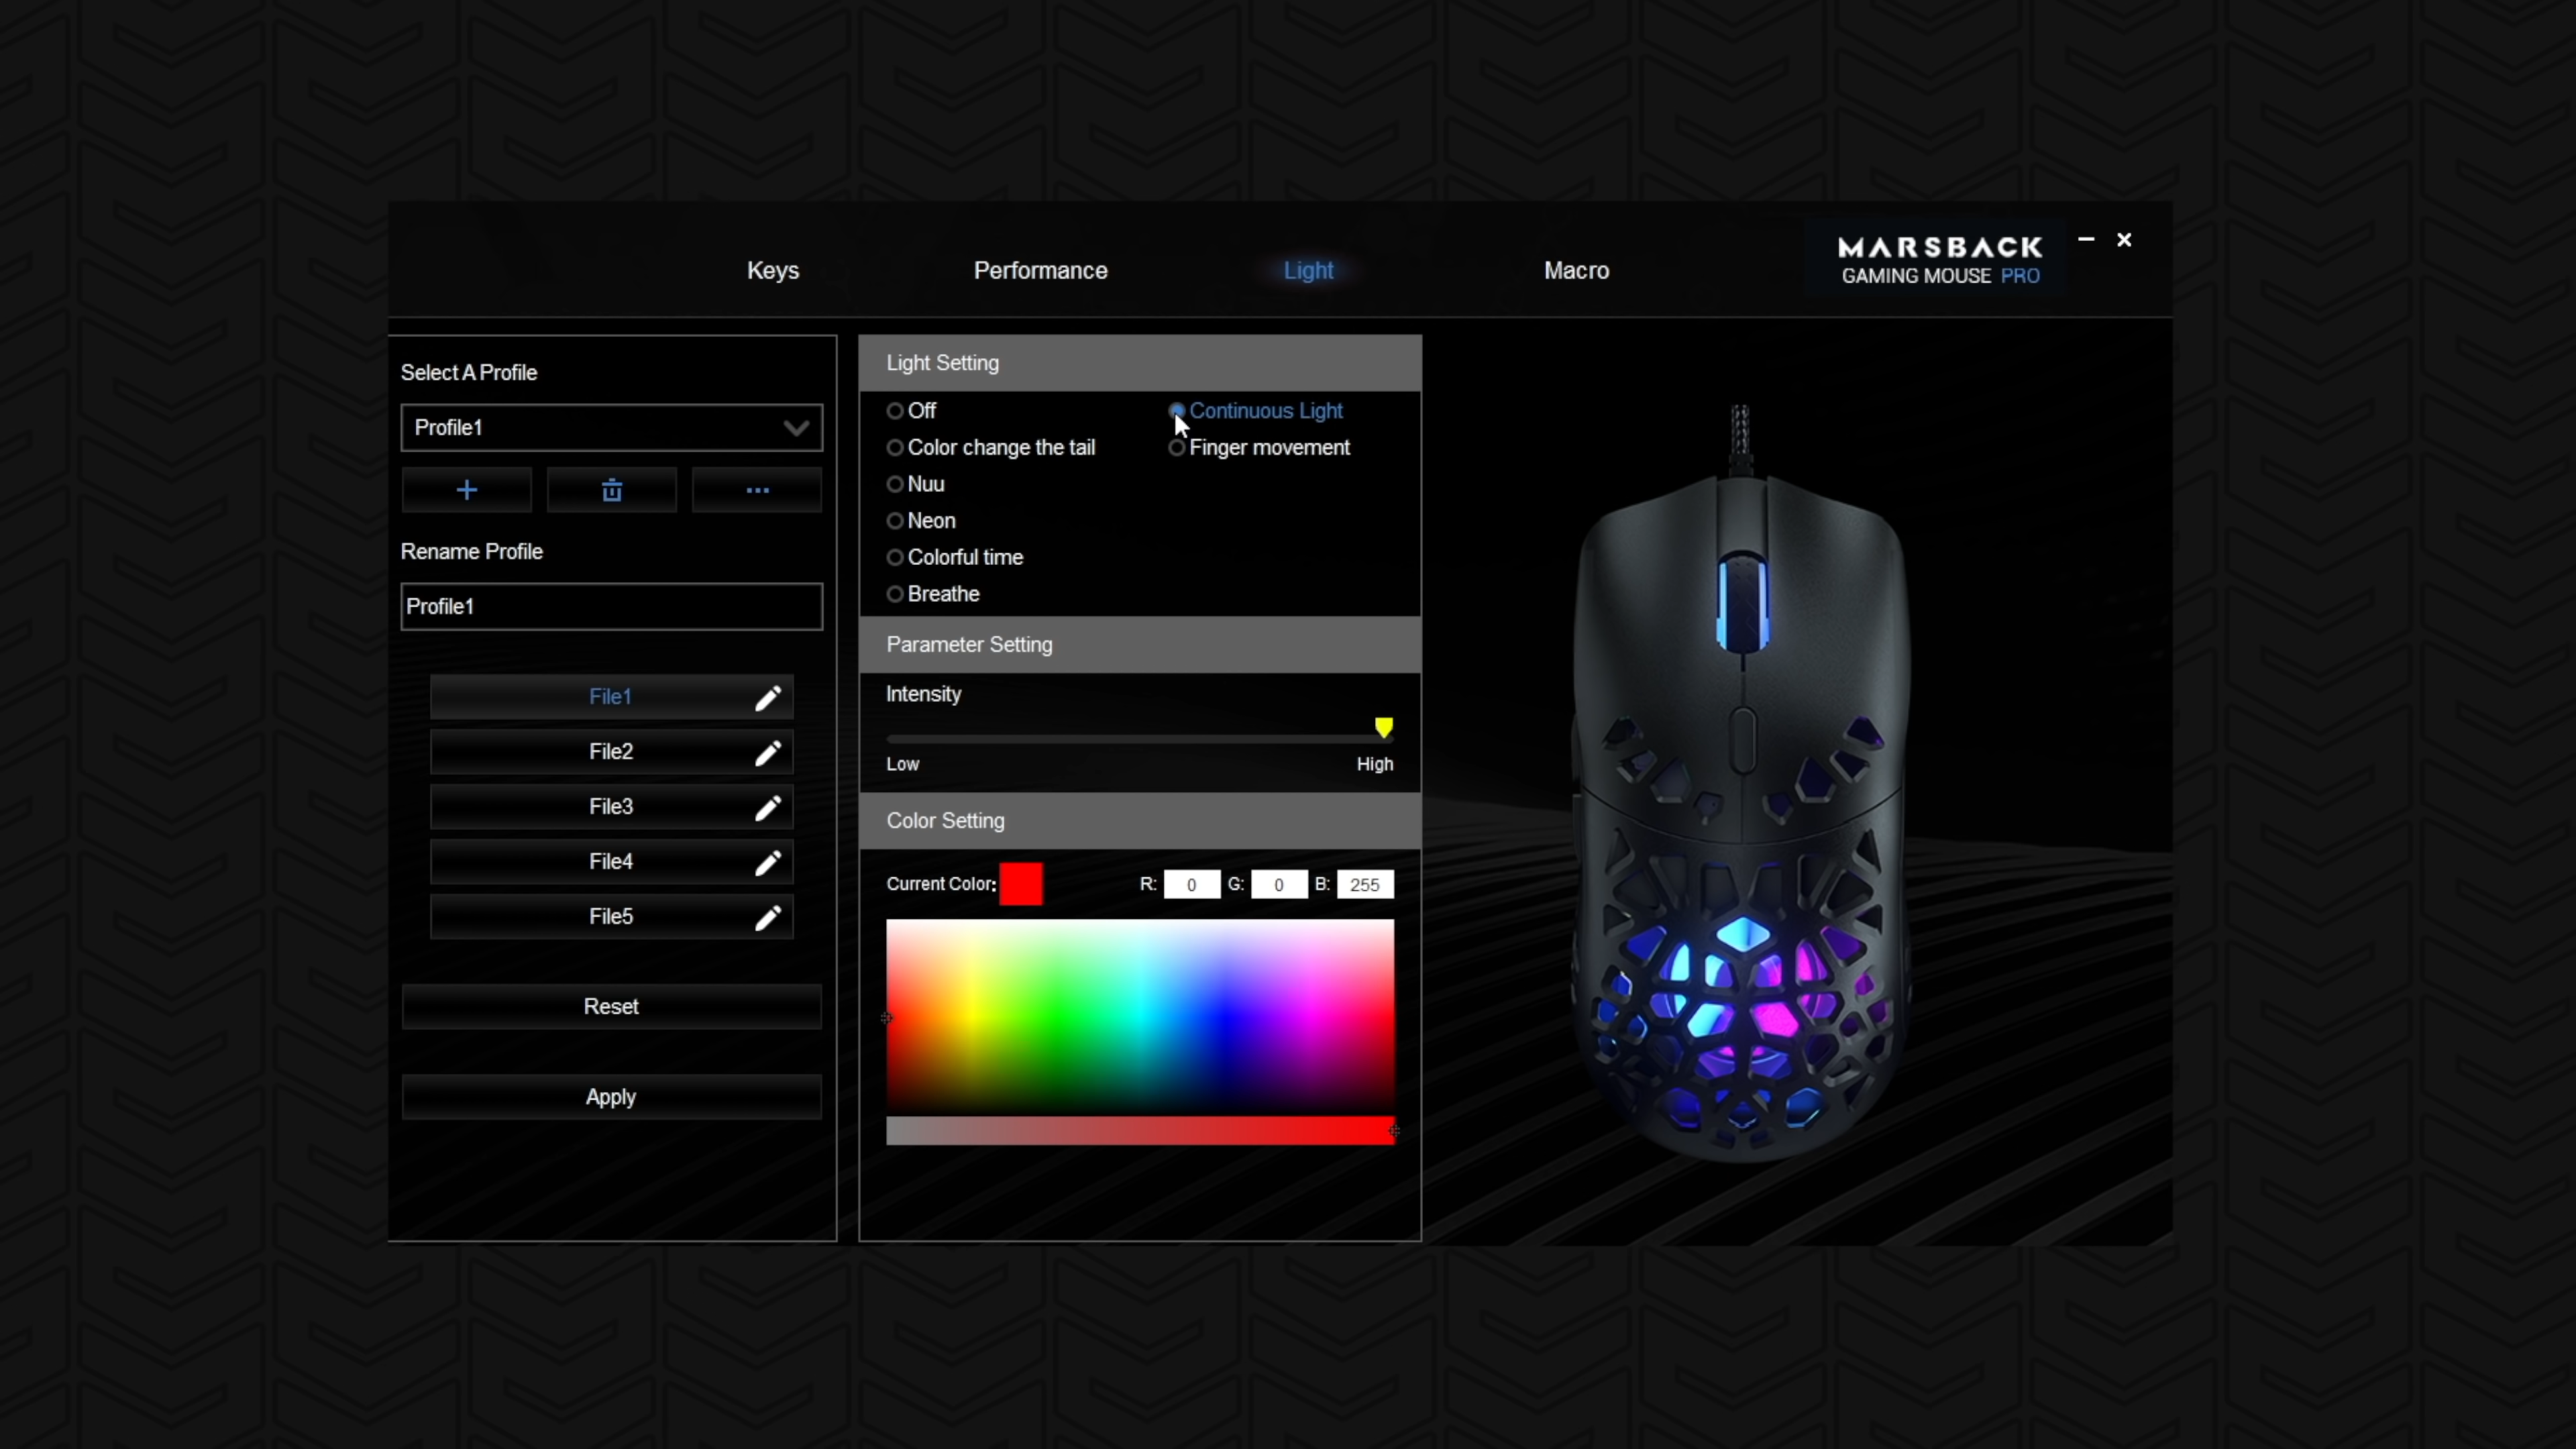 Keys
Performance
Light
Macro
MARSBACK
GAMING MOUSE PRO
Select A Profile
Profile1
Rename Profile
Profile1
File1
File2
File3
File4
File5
Reset
Apply
Light Setting
Off
Continuous Light
Color change the tail
Finger movement
Nuu
Neon
Colorful time
Breathe
Parameter Setting
Intensity
Low
High
Color Setting
Current Color:
R: 0 G: 0 B: 255